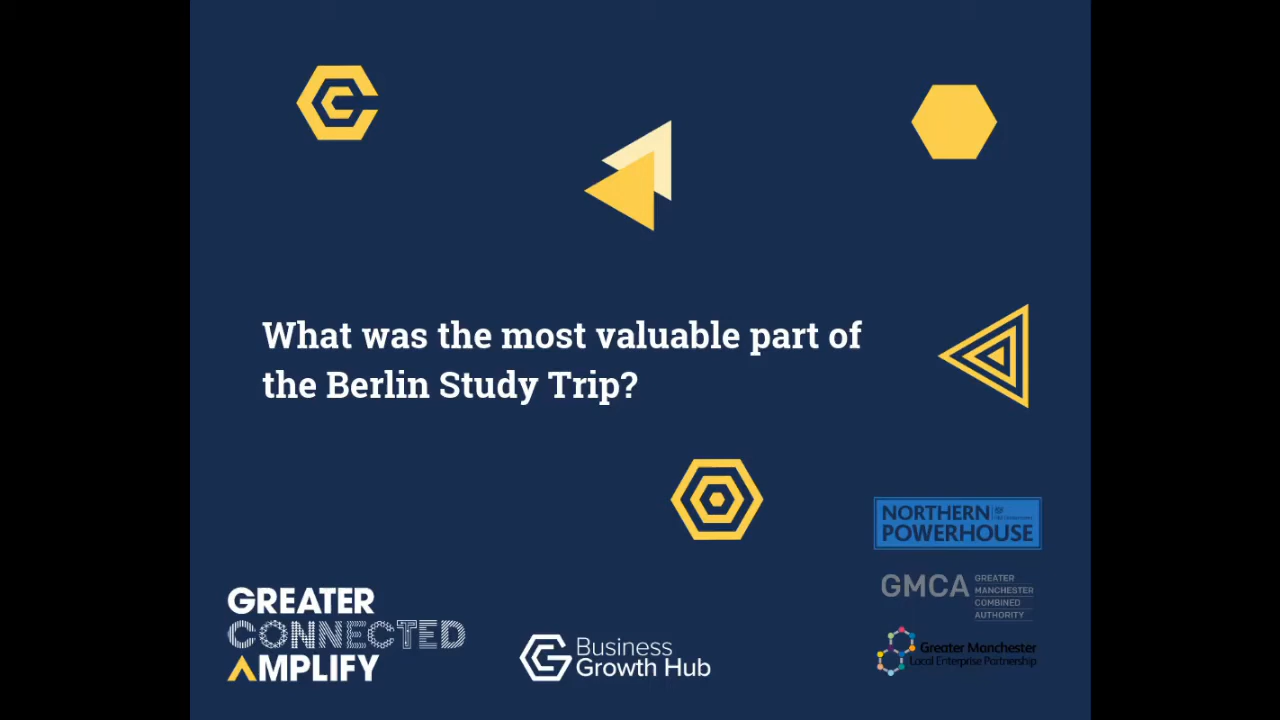 What was the most valuable part of
the Berlin Study Trip?
NORTHERN
POWERHOUSE
GMCA
GREATER
MANCHESTER
COMBINED
AUTHORITY
GREATER
CONNECTED
AMPLIFY
Business
Growth Hub
Greater Manchester
Local Enterprise Partnership